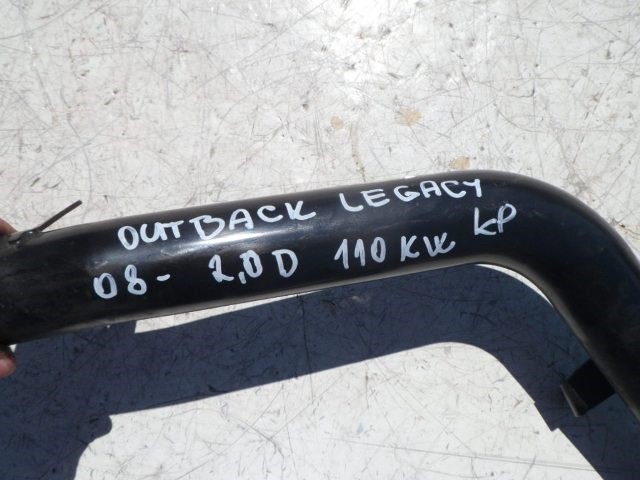 OUTBACK LEGACY
08- 2,0D 110 KW KP